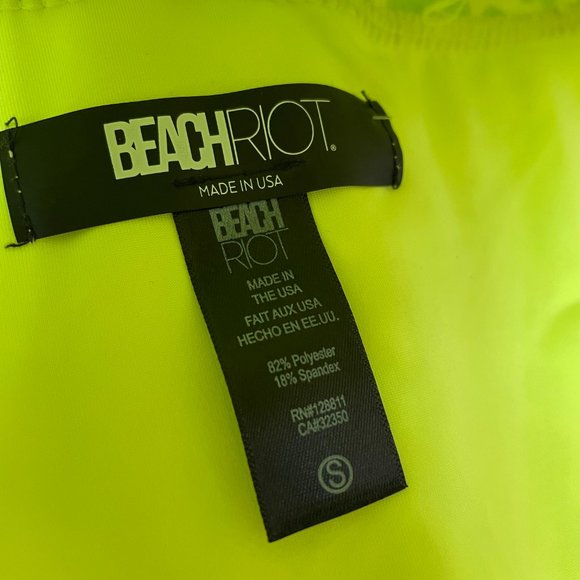 BEACHRIOT®
MADE IN USA
BEACH
RIOT
MADE IN
THE USA
FAIT AUX USA
HECHO EN EE.UU.
82% Polyester
18% Spandex
RN#128811
CA#32350
S